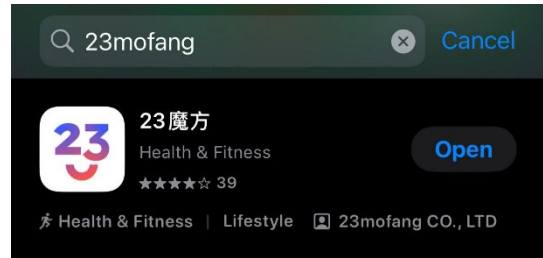 23mofang Cancel
23
23魔方
Health & Fitness
Open
★★★★☆ 39
Health & Fitness | Lifestyle 23mofang CO., LTD